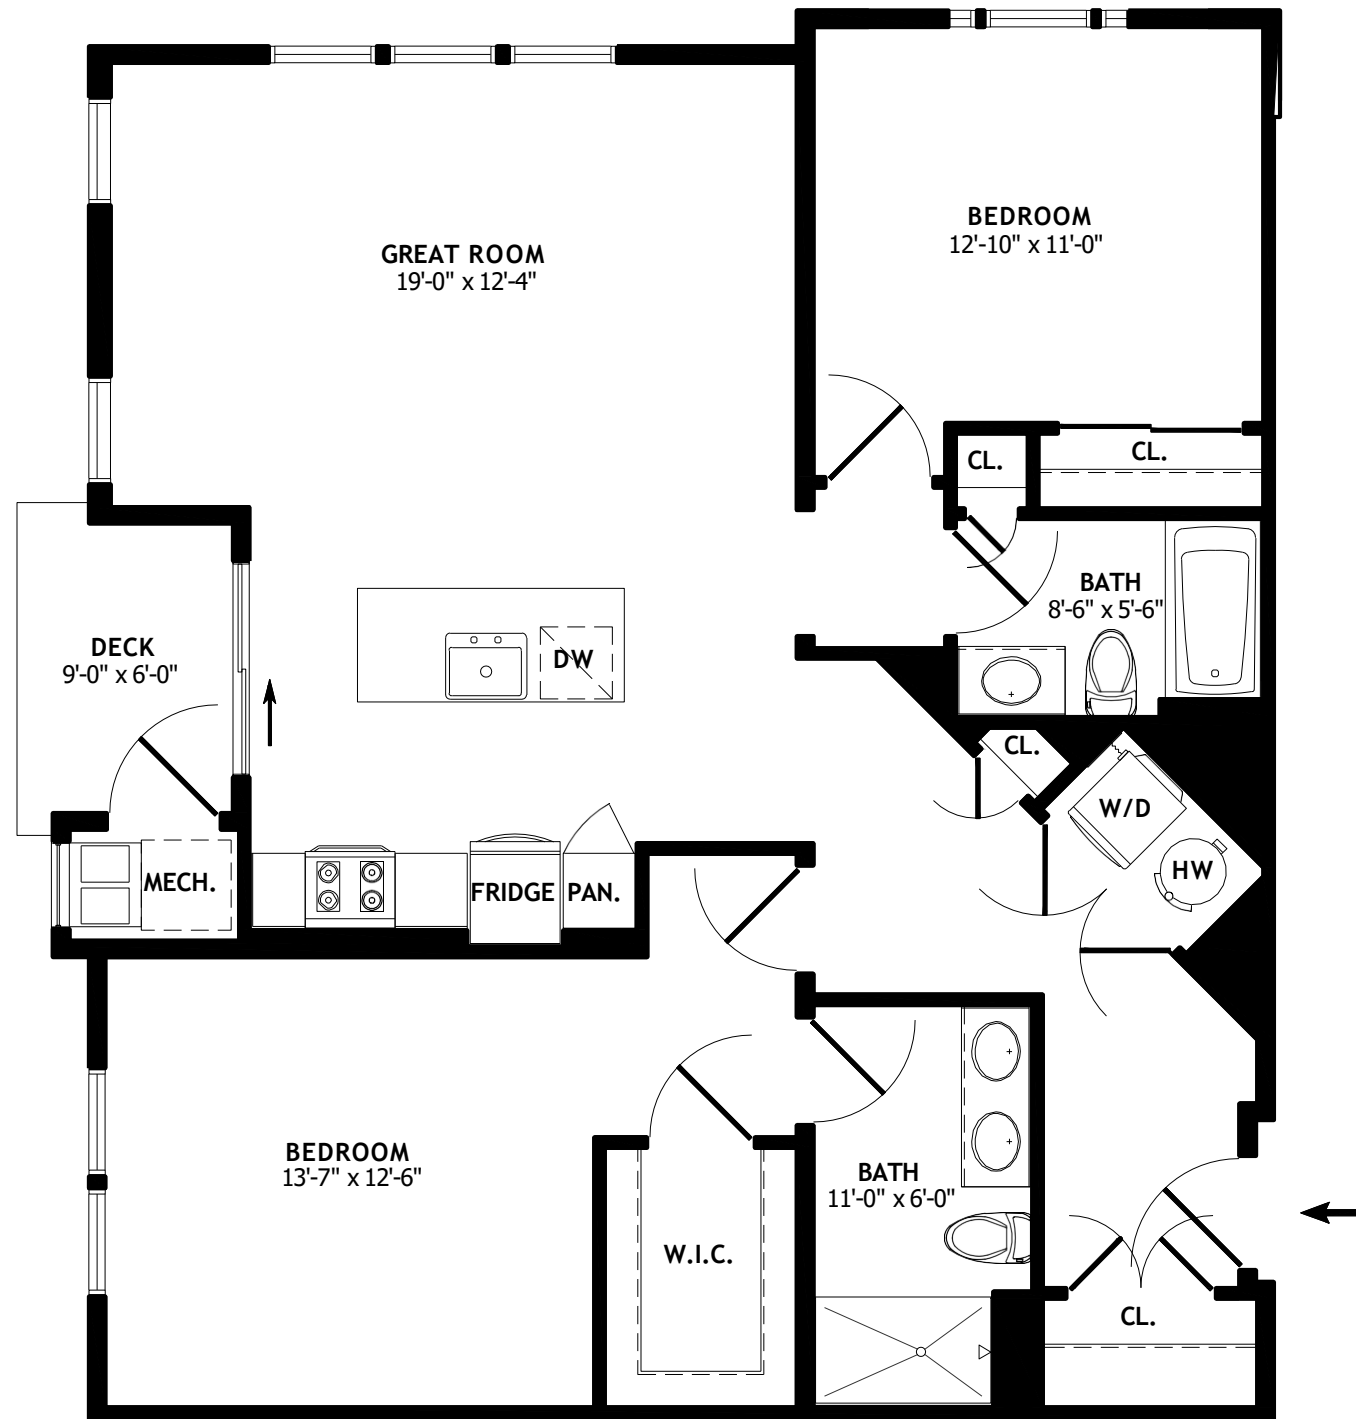 BEDROOM
12'-10" x 11'-0"
GREAT ROOM
19'-0" x 12'-4"
CL.
CL.
BATH
8'-6" x 5'-6"
DECK
9'-0" x 6'-0"
DW
CL.
W/D
HW
MECH.
FRIDGE
PAN.
BEDROOM
13'-7" x 12'-6"
BATH
11'-0" x 6'-0"
W.I.C.
CL.